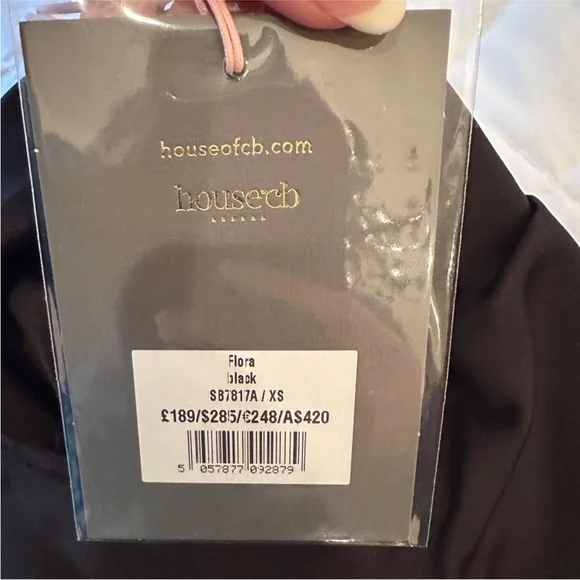 houseofcb.com
housecb
Flora
black
SB7817A / XS
£189/$285/€248/A$420
5 057877 092879